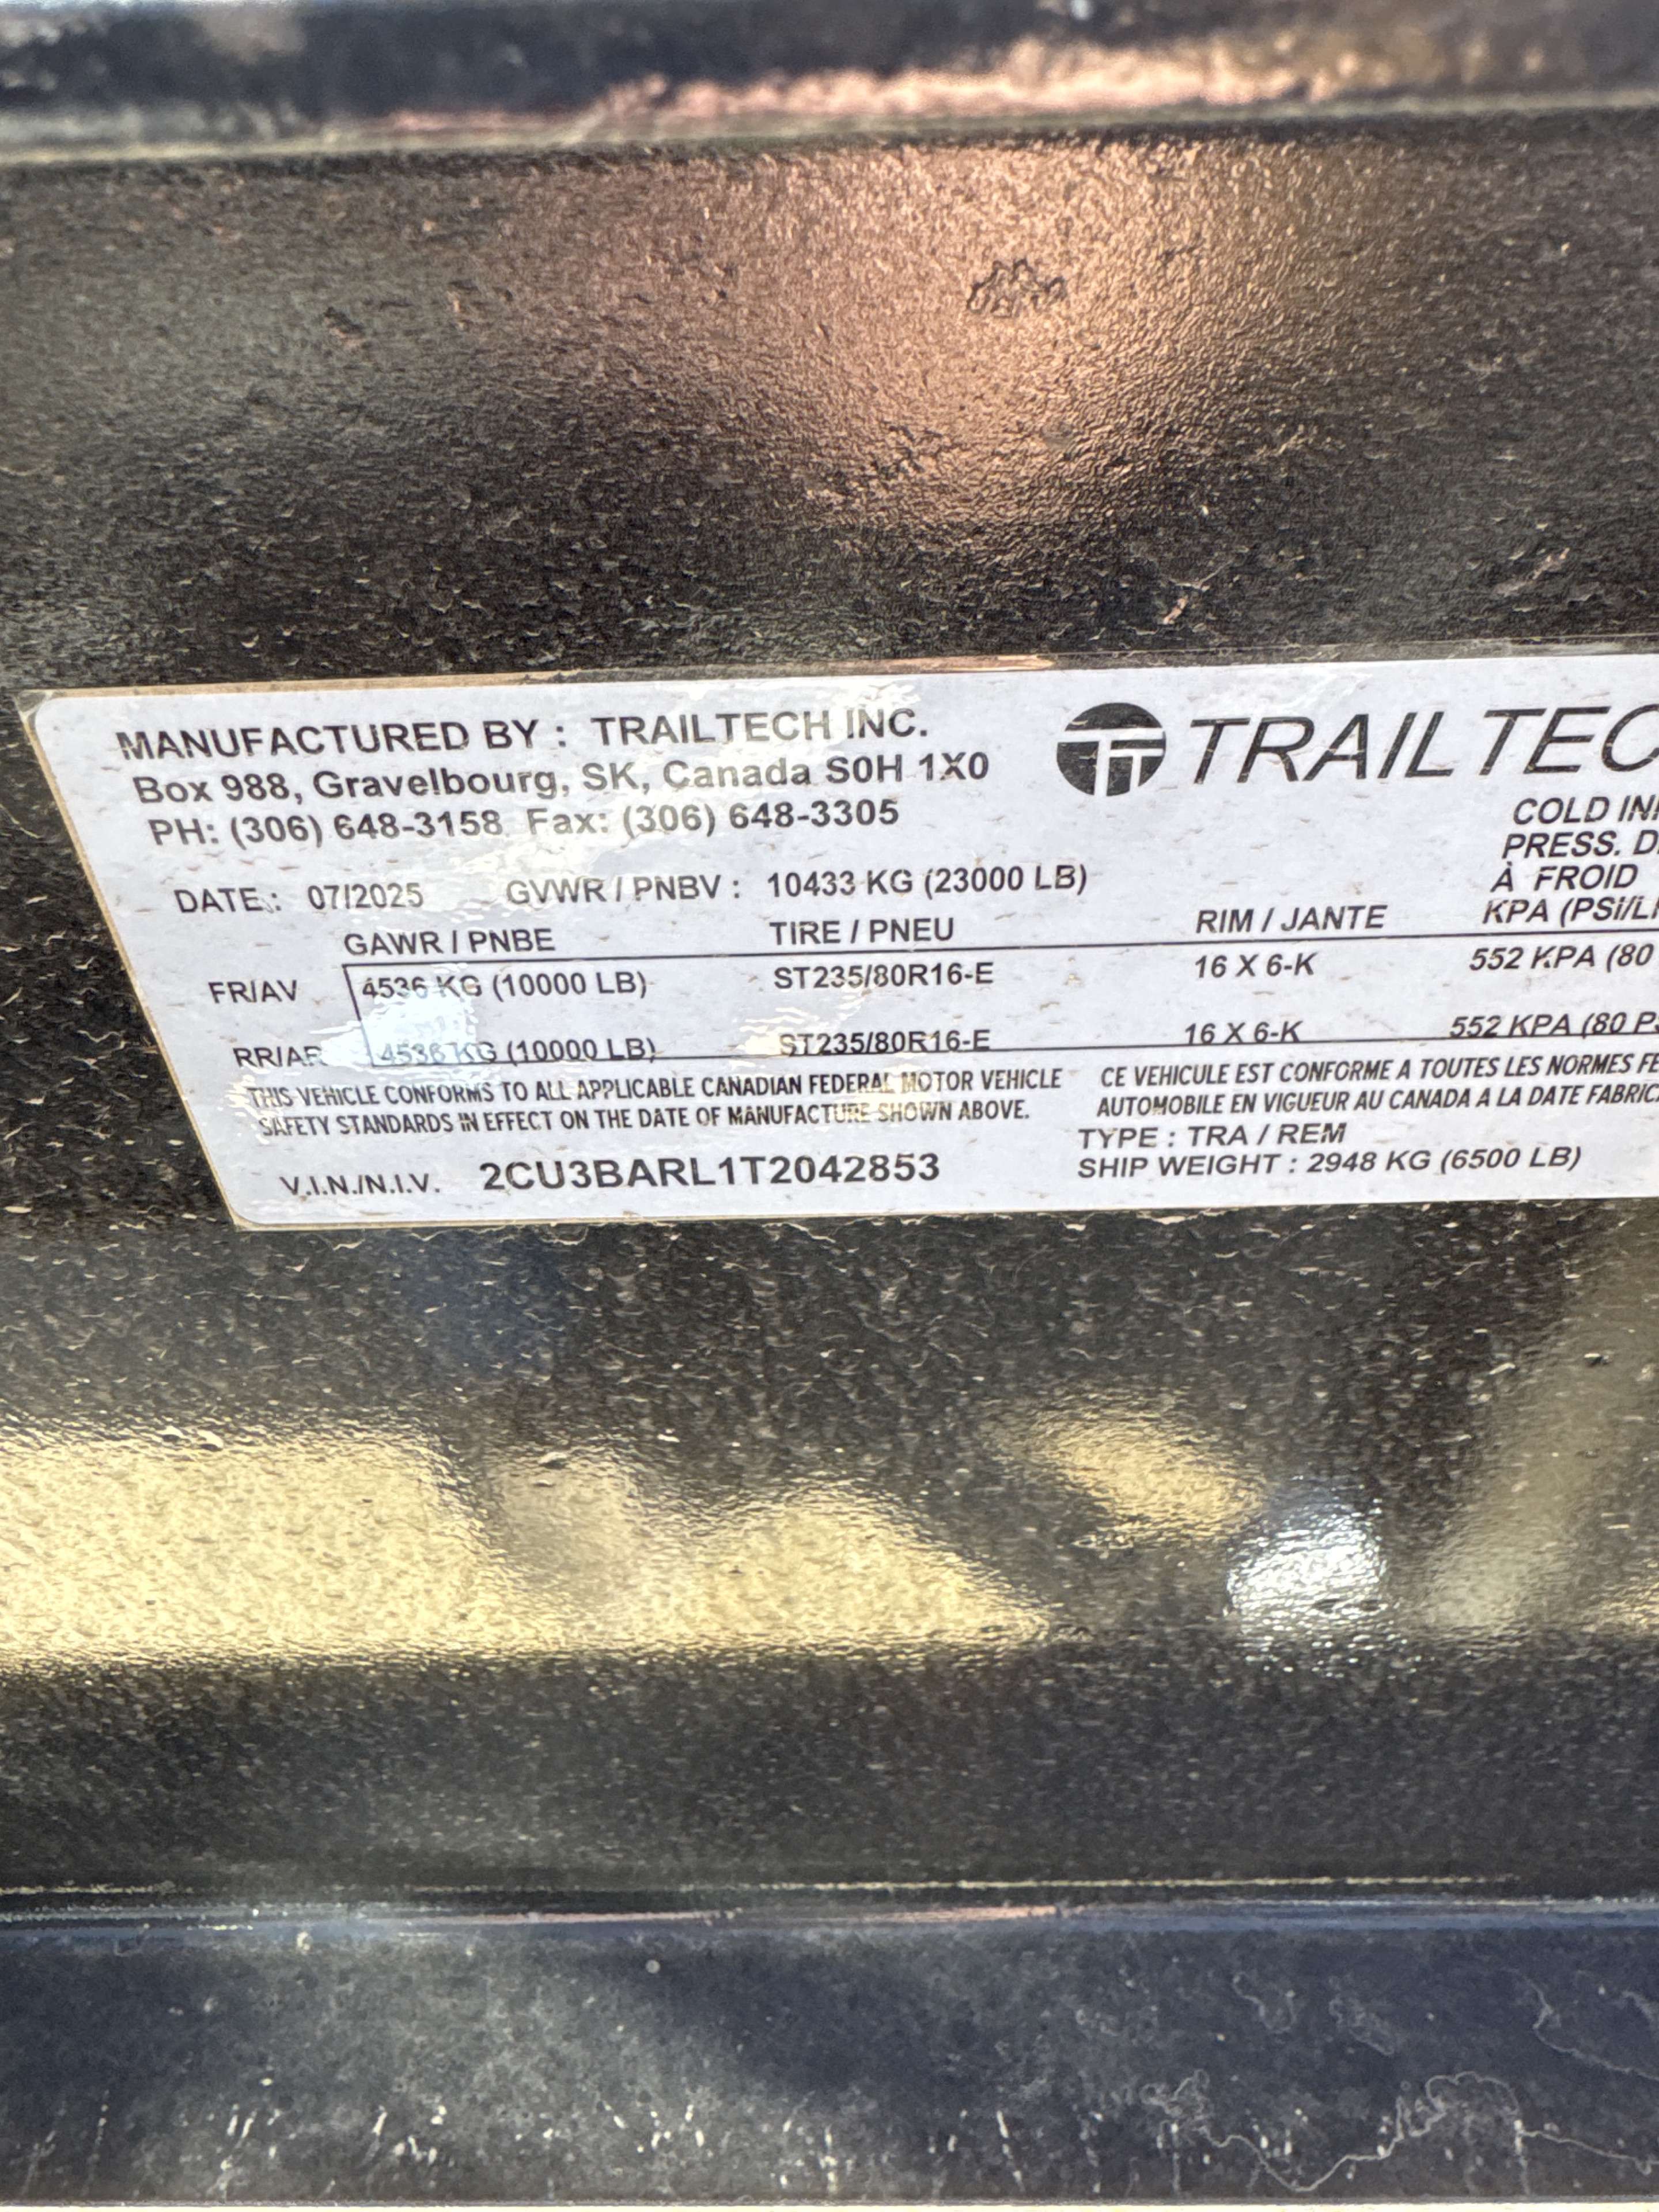 MANUFACTURED BY : TRAILTECH INC.
Box 988, Gravelbourg, SK, Canada S0H 1X0
PH: (306) 648-3158 Fax: (306) 648-3305
TRAILTEC
COLD IN
PRESS. D
À FROID
KPA (PSI/L
DATE : 07/2025 GVWR / PNBV : 10433 KG (23000 LB)
GAWR / PNBE TIRE / PNEU RIM / JANTE
FR/AV 4536 KG (10000 LB) ST235/80R16-E 16 X 6-K 552 KPA (80
RR/AR 4536 KG (10000 LB) ST235/80R16-E 16 X 6-K 552 KPA (80 PS
THIS VEHICLE CONFORMS TO ALL APPLICABLE CANADIAN FEDERAL MOTOR VEHICLE
SAFETY STANDARDS IN EFFECT ON THE DATE OF MANUFACTURE SHOWN ABOVE.
CE VEHICULE EST CONFORME A TOUTES LES NORMES FE
AUTOMOBILE EN VIGUEUR AU CANADA A LA DATE FABRIC
TYPE : TRA / REM
SHIP WEIGHT : 2948 KG (6500 LB)
V.I.N./N.I.V. 2CU3BARL1T2042853